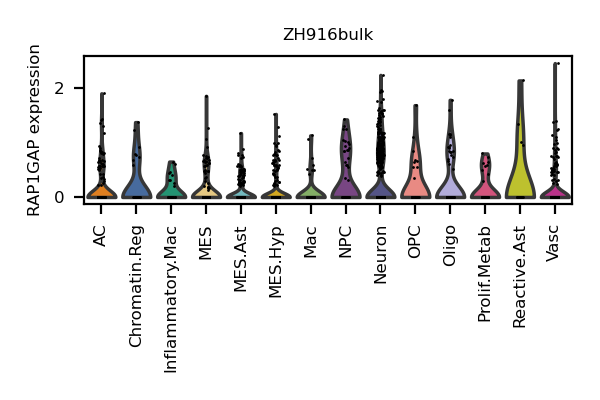 ZH916bulk
RAP1GAP expression
2
0
AC
Chromatin.Reg
Inflammatory.Mac
MES
MES.Ast
MES.Hyp
Mac
NPC
Neuron
OPC
Oligo
Prolif.Metab
Reactive.Ast
Vasc